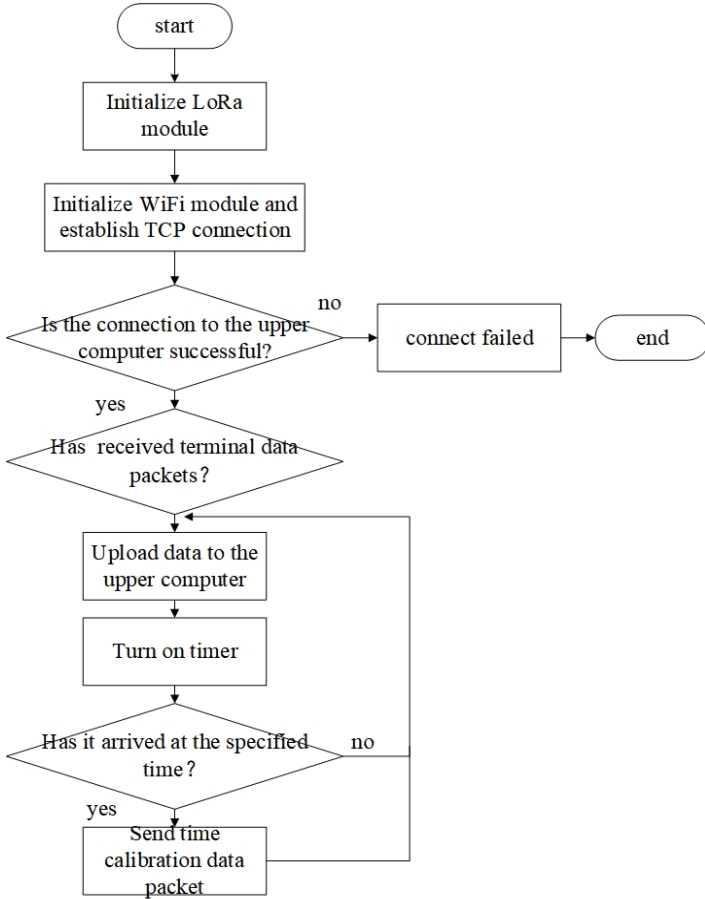 start
Initialize LoRa
module
Initialize WiFi module and
establish TCP connection
no
Is the connection to the upper
computer successful?
connect failed
end
yes
Has received terminal data
packets?
Upload data to the
upper computer
Turn on timer
Has it arrived at the specified
time?
no
yes
Send time
calibration data
packet